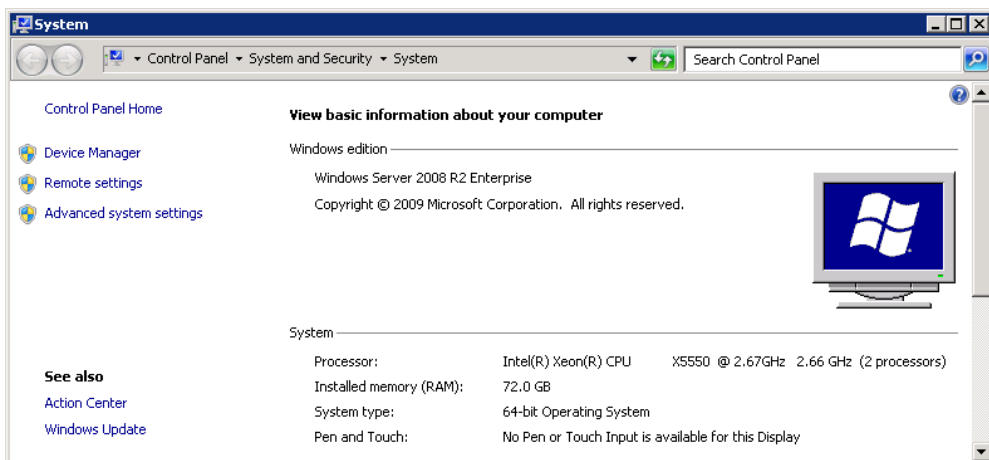 System
Control Panel System and Security System
Search Control Panel
Control Panel Home
Device Manager
Remote settings
Advanced system settings
See also
Action Center
Windows Update
View basic information about your computer
Windows edition
Windows Server 2008 R2 Enterprise
Copyright © 2009 Microsoft Corporation. All rights reserved.
System
Processor: Intel(R) Xeon(R) CPU X5550 @ 2.67GHz 2.66 GHz (2 processors)
Installed memory (RAM): 72.0 GB
System type: 64-bit Operating System
Pen and Touch: No Pen or Touch Input is available for this Display